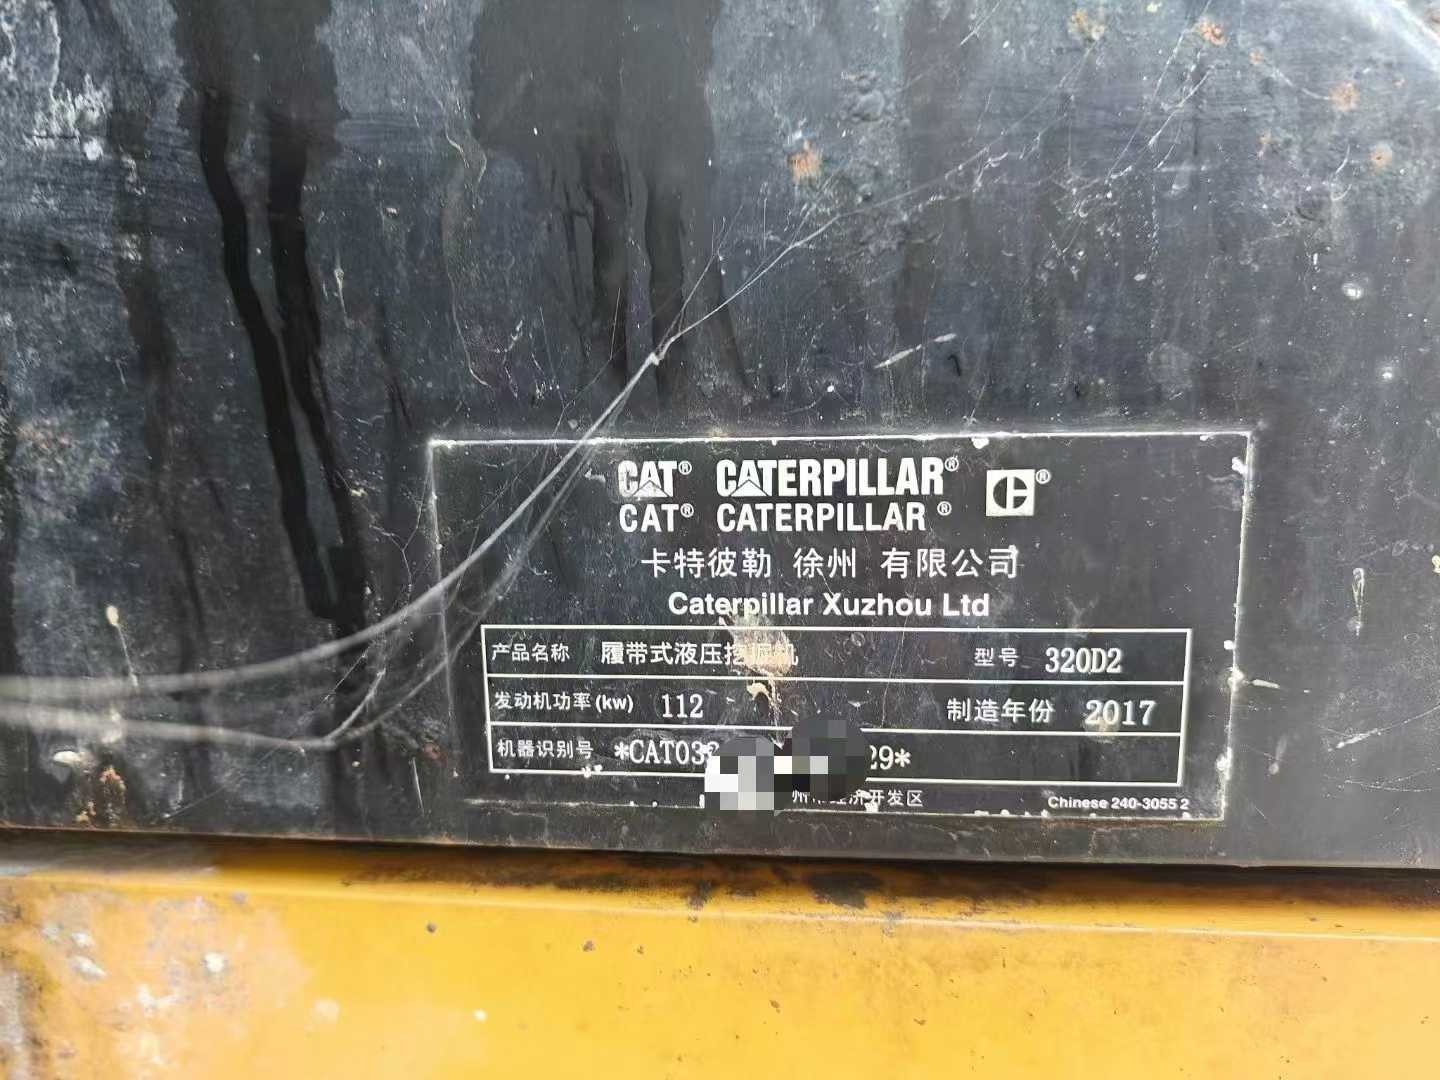 CAT® CATERPILLAR®
CAT® CATERPILLAR®
卡特彼勒 徐州 有限公司
Caterpillar Xuzhou Ltd
产品名称 履带式液压挖掘机 型号 320D2
发动机功率(kw) 112 制造年份 2017
机器识别号 *CAT03 29*
经济开发区 Chinese 240-3055 2